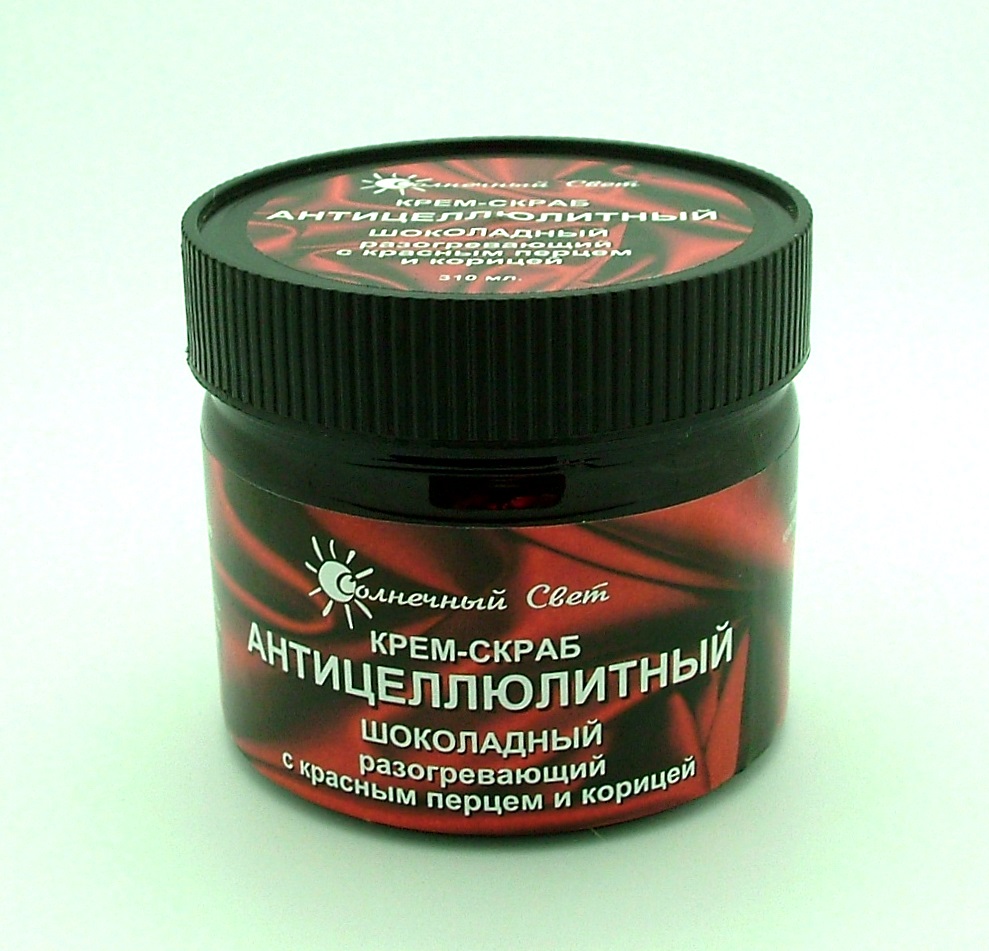 Солнечный Свет
КРЕМ-СКРАБ
АНТИЦЕЛЛЮЛИТНЫЙ
ШОКОЛАДНЫЙ
разогревающий
с красным перцем
и корицей
310 мл.
Солнечный Свет
КРЕМ-СКРАБ
АНТИЦЕЛЛЮЛИТНЫЙ
ШОКОЛАДНЫЙ
разогревающий
с красным перцем и корицей